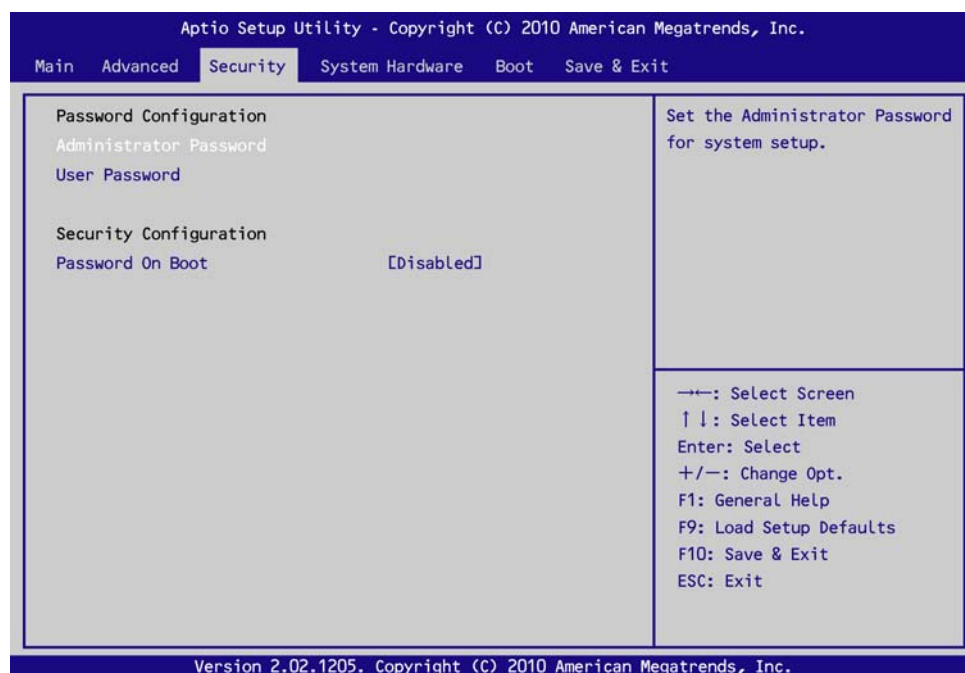 Aptio Setup Utility - Copyright (C) 2010 American Megatrends, Inc.
Main Advanced Security System Hardware Boot Save & Exit
Password Configuration
Administrator Password
User Password
Security Configuration
Password On Boot [Disabled]
Set the Administrator Password
for system setup.
→←: Select Screen
↑↓: Select Item
Enter: Select
+/-: Change Opt.
F1: General Help
F9: Load Setup Defaults
F10: Save & Exit
ESC: Exit
Version 2.02.1205. Copyright (C) 2010 American Megatrends, Inc.